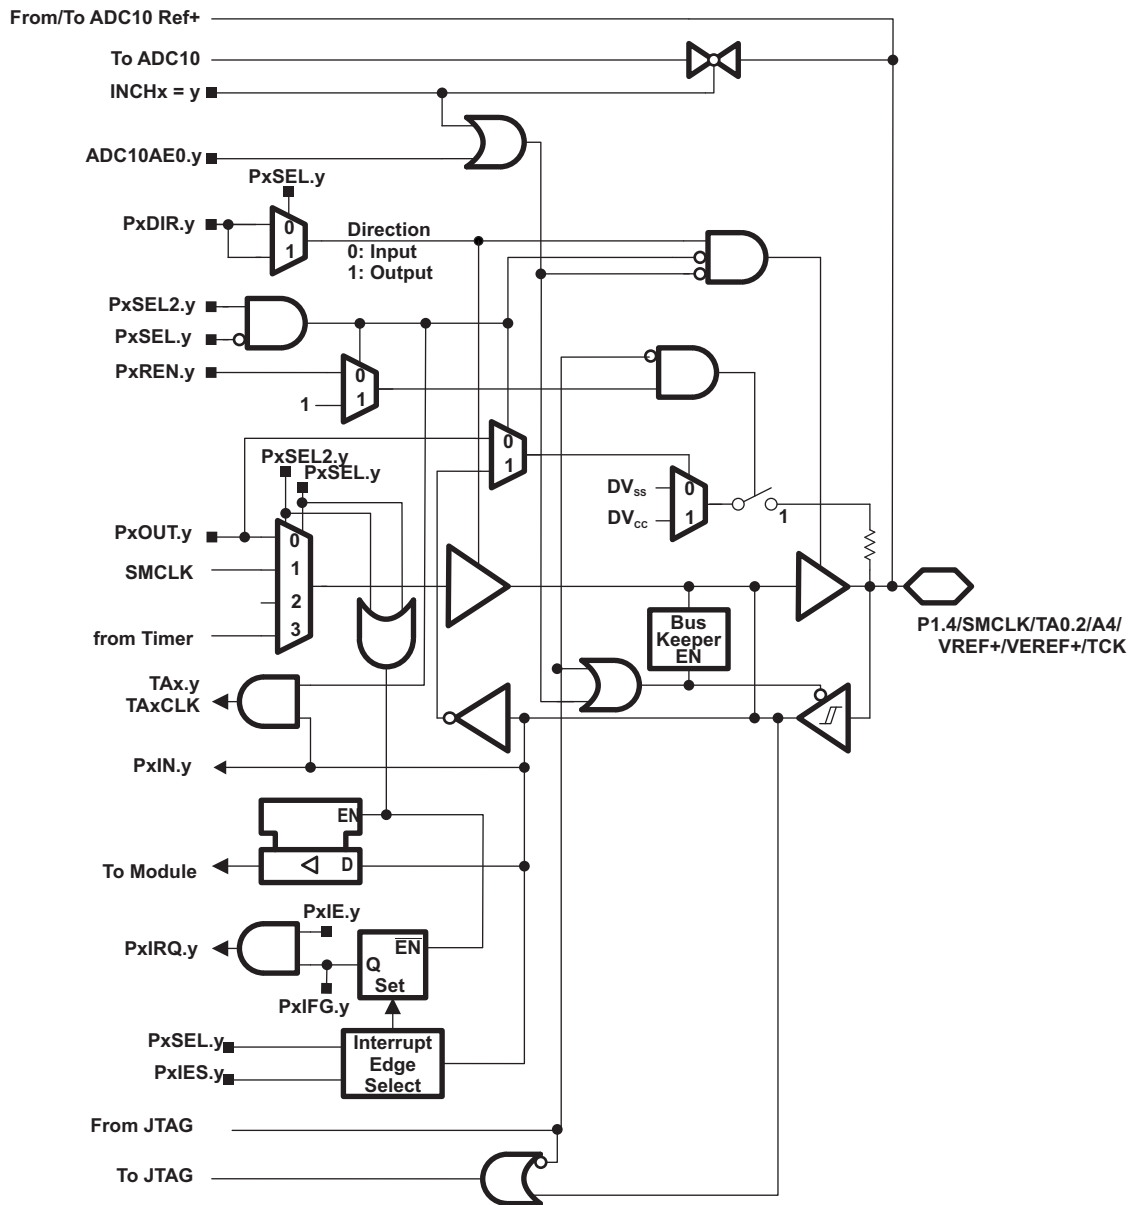 From/To ADC10 Ref+
To ADC10
INCHx = y
ADC10AE0.y
PxSEL.y
PxDIR.y
0
1
Direction
0: Input
1: Output
PxSEL2.y
PxSEL.y
PxREN.y
0
1
1
0
1
PxSEL2.y
PxSEL.y
DVSS
0
DVCC
1
1
PxOUT.y
0
SMCLK
1
2
from Timer
3
Bus
Keeper
EN
P1.4/SMCLK/TA0.2/A4/
VREF+/VEREF+/TCK
TAx.y
TAxCLK
PxIN.y
EN
To Module
D
PxIE.y
PxIRQ.y
EN
Q
Set
PxIFG.y
PxSEL.y
PxIES.y
Interrupt
Edge
Select
From JTAG
To JTAG